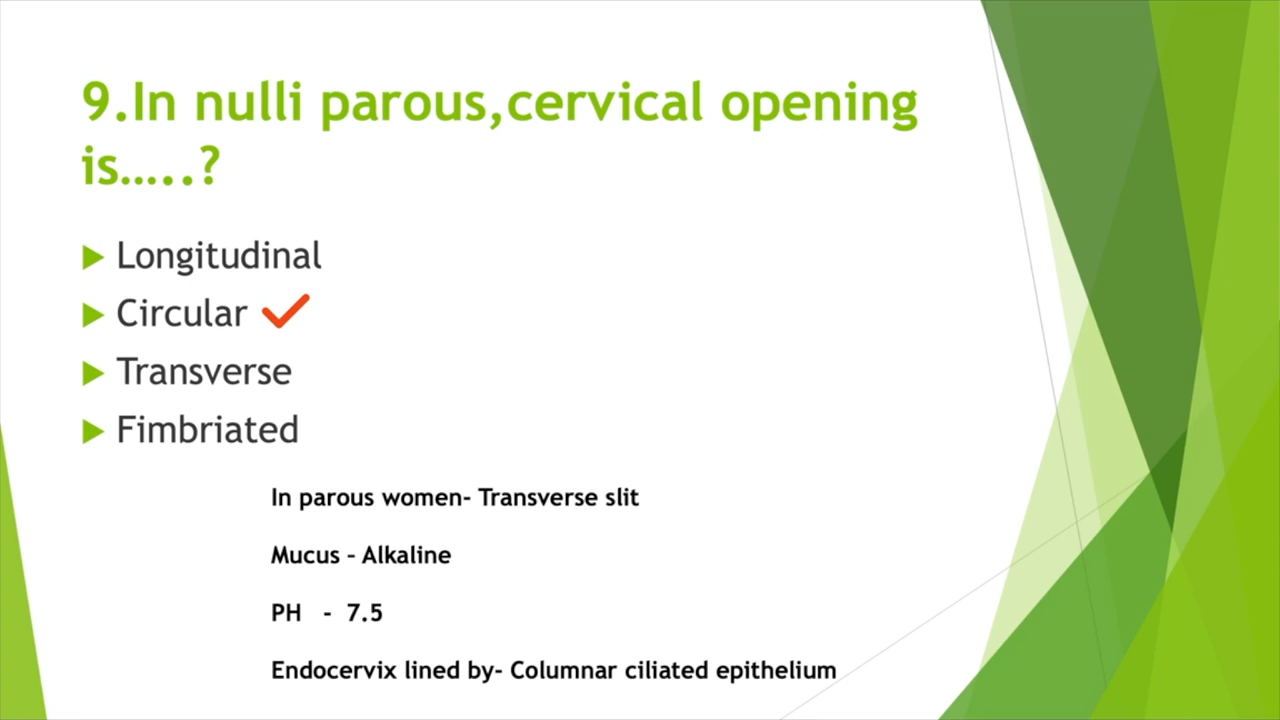 9.In nulli parous,cervical opening
is…..?
Longitudinal
Circular
Transverse
Fimbriated
In parous women- Transverse slit
Mucus – Alkaline
PH - 7.5
Endocervix lined by- Columnar ciliated epithelium